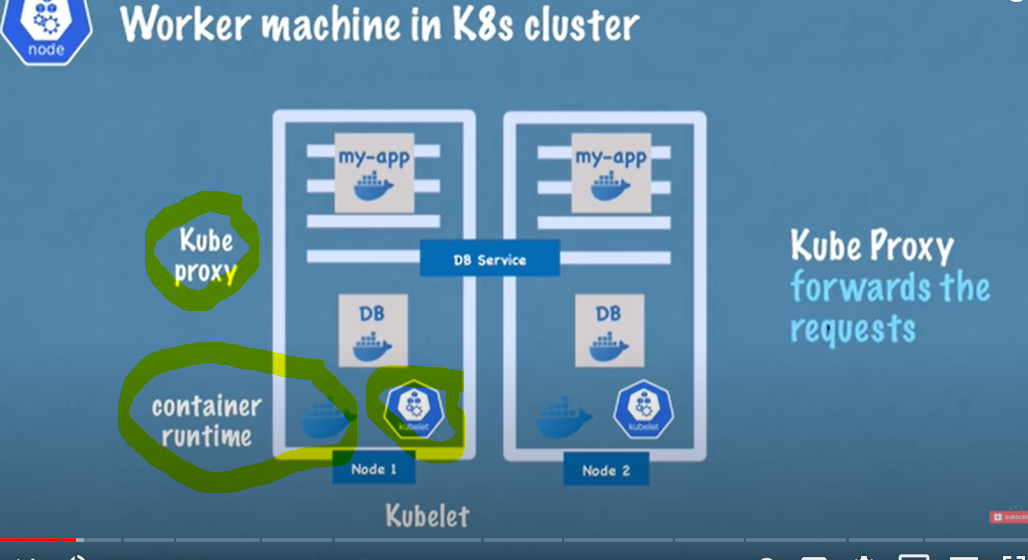 node
Worker machine in K8s cluster
my-app
my-app
Kube
proxy
DB Service
Kube Proxy
forwards the
requests
DB
DB
container
runtime
kubelet
kubelet
Node 1
Node 2
Kubelet
SUBSCRIBE